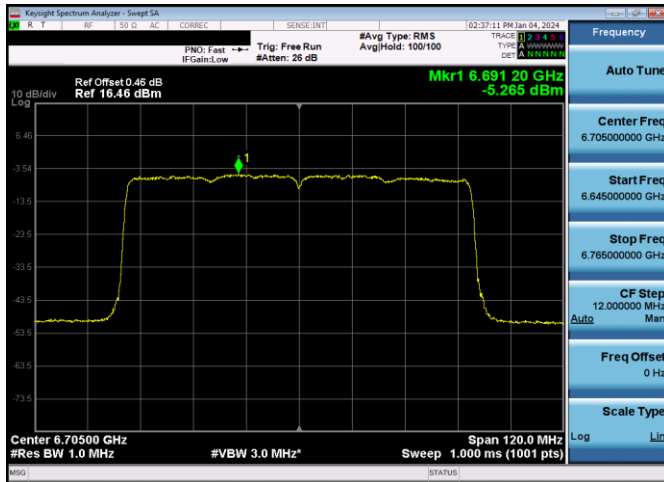 Keysight Spectrum Analyzer - Swept SA
R T RF 50 Ω AC CORREC SENSE:INT 02:37:11 PM Jan 04, 2024
PNO: Fast
IFGain:Low
Trig: Free Run
#Atten: 26 dB
#Avg Type: RMS
Avg|Hold: 100/100
TRACE 1 2 3 4 5 6
TYPE A WWWWW
DET A N N N N N
Ref Offset 0.46 dB
10 dB/div Ref 16.46 dBm
Log
Mkr1 6.691 20 GHz
-5.265 dBm
6.46
-3.54
-13.5
-23.5
-33.5
-43.5
-53.5
-63.5
-73.5
1
Center 6.70500 GHz Span 120.0 MHz
#Res BW 1.0 MHz #VBW 3.0 MHz* Sweep 1.000 ms (1001 pts)
MSG STATUS
Frequency
Auto Tune
Center Freq
6.705000000 GHz
Start Freq
6.645000000 GHz
Stop Freq
6.765000000 GHz
CF Step
12.000000 MHz
Auto Man
Freq Offset
0 Hz
Scale Type
Log Lin